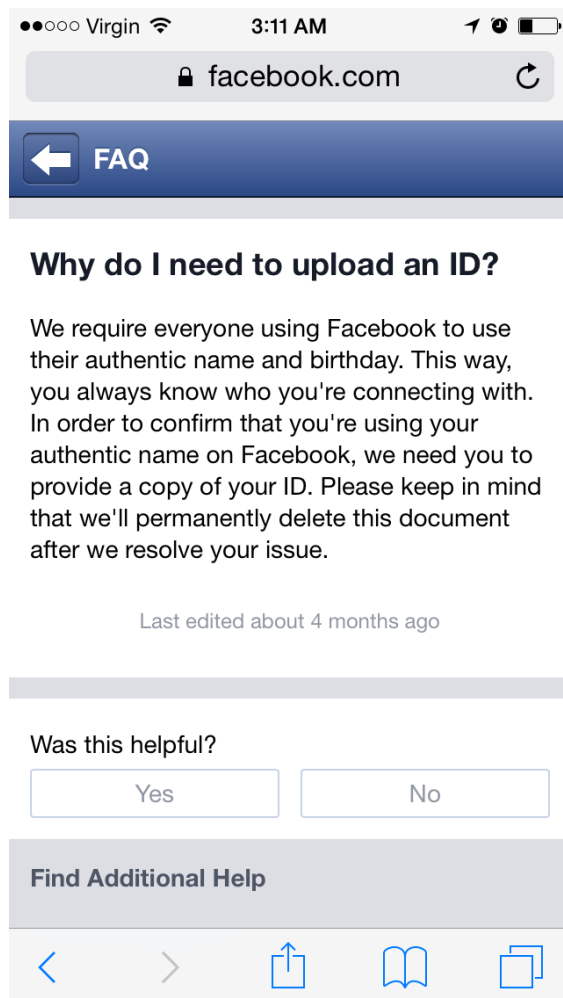 Virgin 3:11 AM
facebook.com
FAQ
Why do I need to upload an ID?
We require everyone using Facebook to use
their authentic name and birthday. This way,
you always know who you're connecting with.
In order to confirm that you're using your
authentic name on Facebook, we need you to
provide a copy of your ID. Please keep in mind
that we'll permanently delete this document
after we resolve your issue.
Last edited about 4 months ago
Was this helpful?
Yes No
Find Additional Help